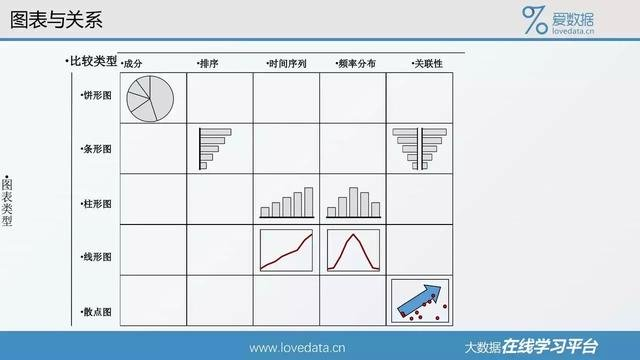 图表与关系
爱数据
lovedata.cn
•比较类型
•成分
•排序
•时间序列
•频率分布
•关联性
•图表类型
•饼形图
•条形图
•柱形图
•线形图
•散点图
www.lovedata.cn
大数据在线学习平台